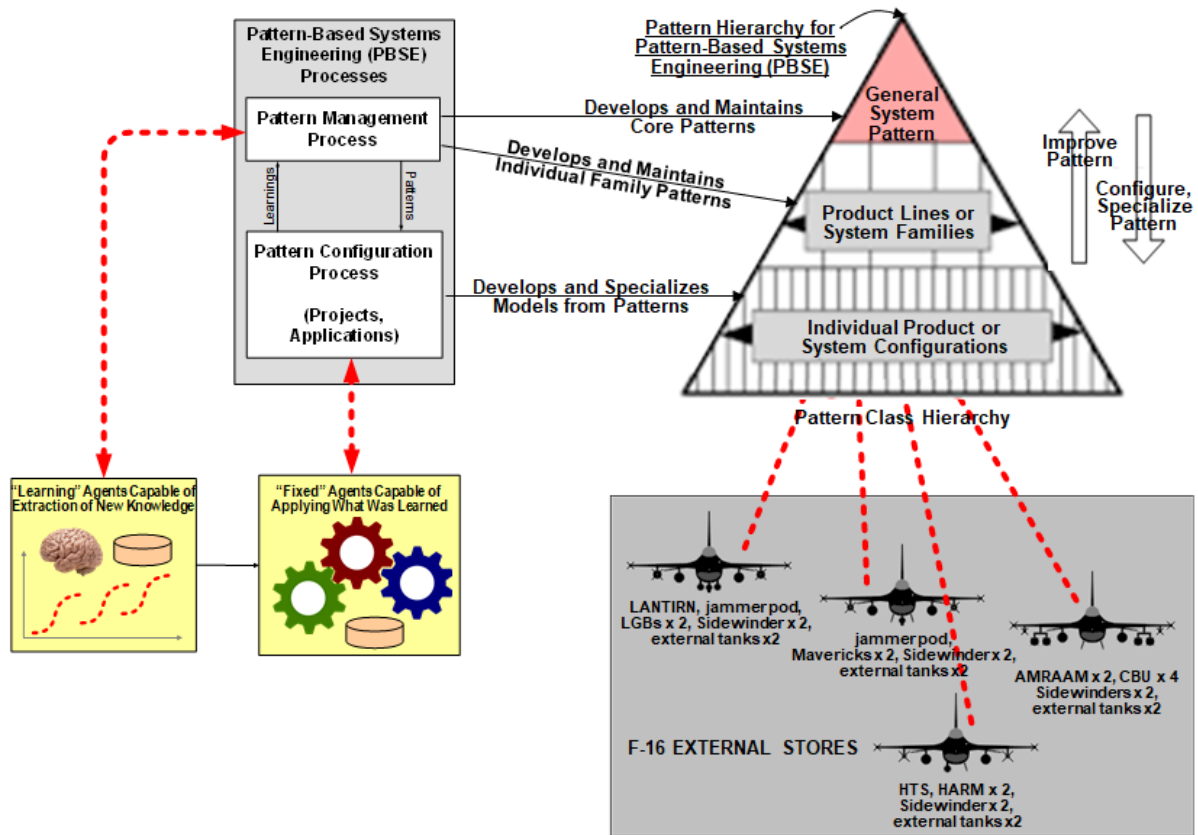 Pattern-Based Systems
Engineering (PBSE)
Processes
Pattern Management
Process
Learnings
Patterns
Pattern Configuration
Process
(Projects,
Applications)
Pattern Hierarchy for
Pattern-Based Systems
Engineering (PBSE)
Develops and Maintains
Core Patterns
Develops and Maintains
Individual Family Patterns
Develops and Specializes
Models from Patterns
General
System
Pattern
Product Lines or
System Families
Individual Product or
System Configurations
Improve
Pattern
Configure,
Specialize
Pattern
Pattern Class Hierarchy
"Learning" Agents Capable of
Extraction of New Knowledge
"Fixed" Agents Capable of
Applying What Was Learned
LANTIRN, jammer pod,
LGBs x 2, Sidewinder x 2,
external tanks x2
jammer pod,
Mavericks x 2, Sidewinder x 2,
external tanks x2
AMRAAM x 2, CBU x 4
Sidewinders x 2,
external tanks x2
F-16 EXTERNAL STORES
HTS, HARM x 2,
Sidewinder x 2,
external tanks x2